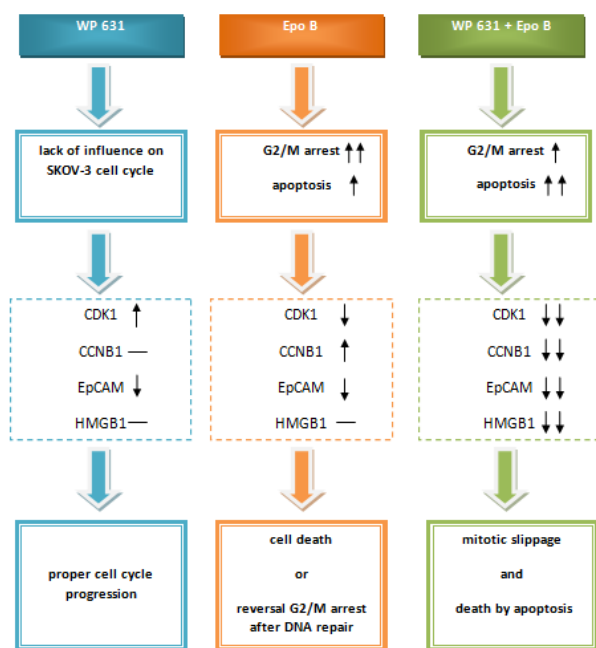 WP 631
lack of influence on
SKOV-3 cell cycle
CDK1 ↑
CCNB1 —
EpCAM ↓
HMGB1 —
proper cell cycle
progression
Epo B
G2/M arrest ↑↑
apoptosis ↑
CDK1 ↓
CCNB1 ↑
EpCAM ↓
HMGB1 —
cell death
or
reversal G2/M arrest
after DNA repair
WP 631 + Epo B
G2/M arrest ↑
apoptosis ↑↑
CDK1 ↓↓
CCNB1 ↓↓
EpCAM ↓↓
HMGB1 ↓↓
mitotic slippage
and
death by apoptosis